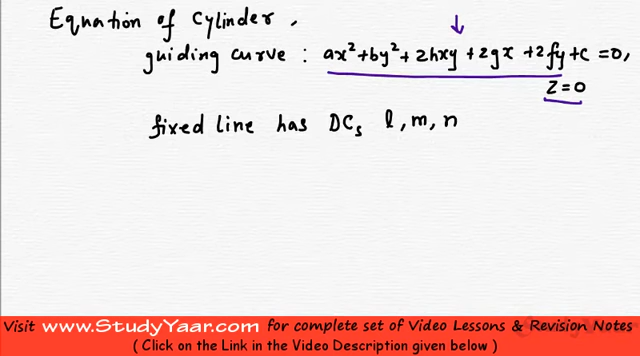 Equation of Cylinder.
guiding curve : ax² + by² + 2hxy + 2gx + 2fy + c = 0,
z = 0
fixed line has DCs l, m, n
Visit www.StudyYaar.com for complete set of Video Lessons & Revision Notes
( Click on the Link in the Video Description given below )